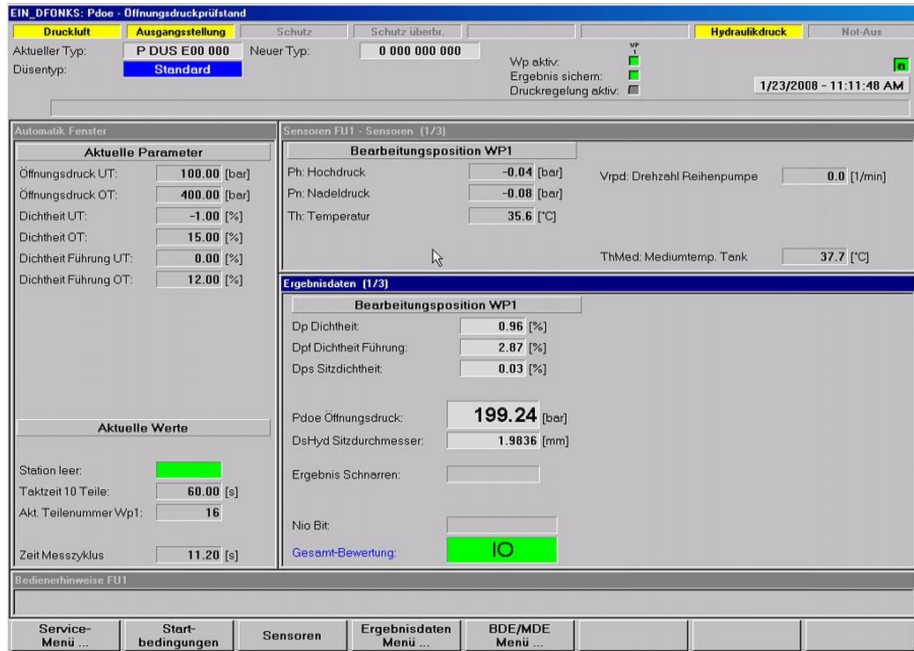 EIN_DFONKS: Pdoe - Öffnungsdruckprüfstand
Druckluft Ausgangsstellung Schutz Schutz überbr. Hydraulikdruck Not-Aus
Aktueller Typ: P DUS E00 000 Neuer Typ: 0 000 000 000
Düsentyp: Standard
WP
1
Wp aktiv:
Ergebnis sichern:
Druckregelung aktiv:
1/23/2008 - 11:11:48 AM
Automatik Fenster
Aktuelle Parameter
Öffnungsdruck UT: 100.00 [bar]
Öffnungsdruck OT: 400.00 [bar]
Dichtheit UT: -1.00 [%]
Dichtheit OT: 15.00 [%]
Dichtheit Führung UT: 0.00 [%]
Dichtheit Führung OT: 12.00 [%]
Aktuelle Werte
Station leer:
Taktzeit 10 Teile: 60.00 [s]
Akt. Teilenummer Wp1: 16
Zeit Messzyklus 11.20 [s]
Sensoren FU1 - Sensoren (1/3)
Bearbeitungsposition WP1
Ph: Hochdruck -0.04 [bar] Vrpd: Drehzahl Reihenpumpe 0.0 [1/min]
Pn: Nadeldruck -0.08 [bar]
Th: Temperatur 35.6 [°C]
ThMed: Mediumtemp. Tank 37.7 [°C]
Ergebnisdaten (1/3)
Bearbeitungsposition WP1
Dp Dichtheit: 0.96 [%]
Dpf Dichtheit Führung: 2.87 [%]
Dps Sitzdichtheit: 0.03 [%]
Pdoe Öffnungsdruck: 199.24 [bar]
DsHyd Sitzdurchmesser: 1.9836 [mm]
Ergebnis Schnarren:
Nio Bit:
Gesamt-Bewertung: IO
Bedienerhinweise FU1
Service-
Menü ...
Start-
bedingungen
Sensoren
Ergebnisdaten
Menü ...
BDE/MDE
Menü ...